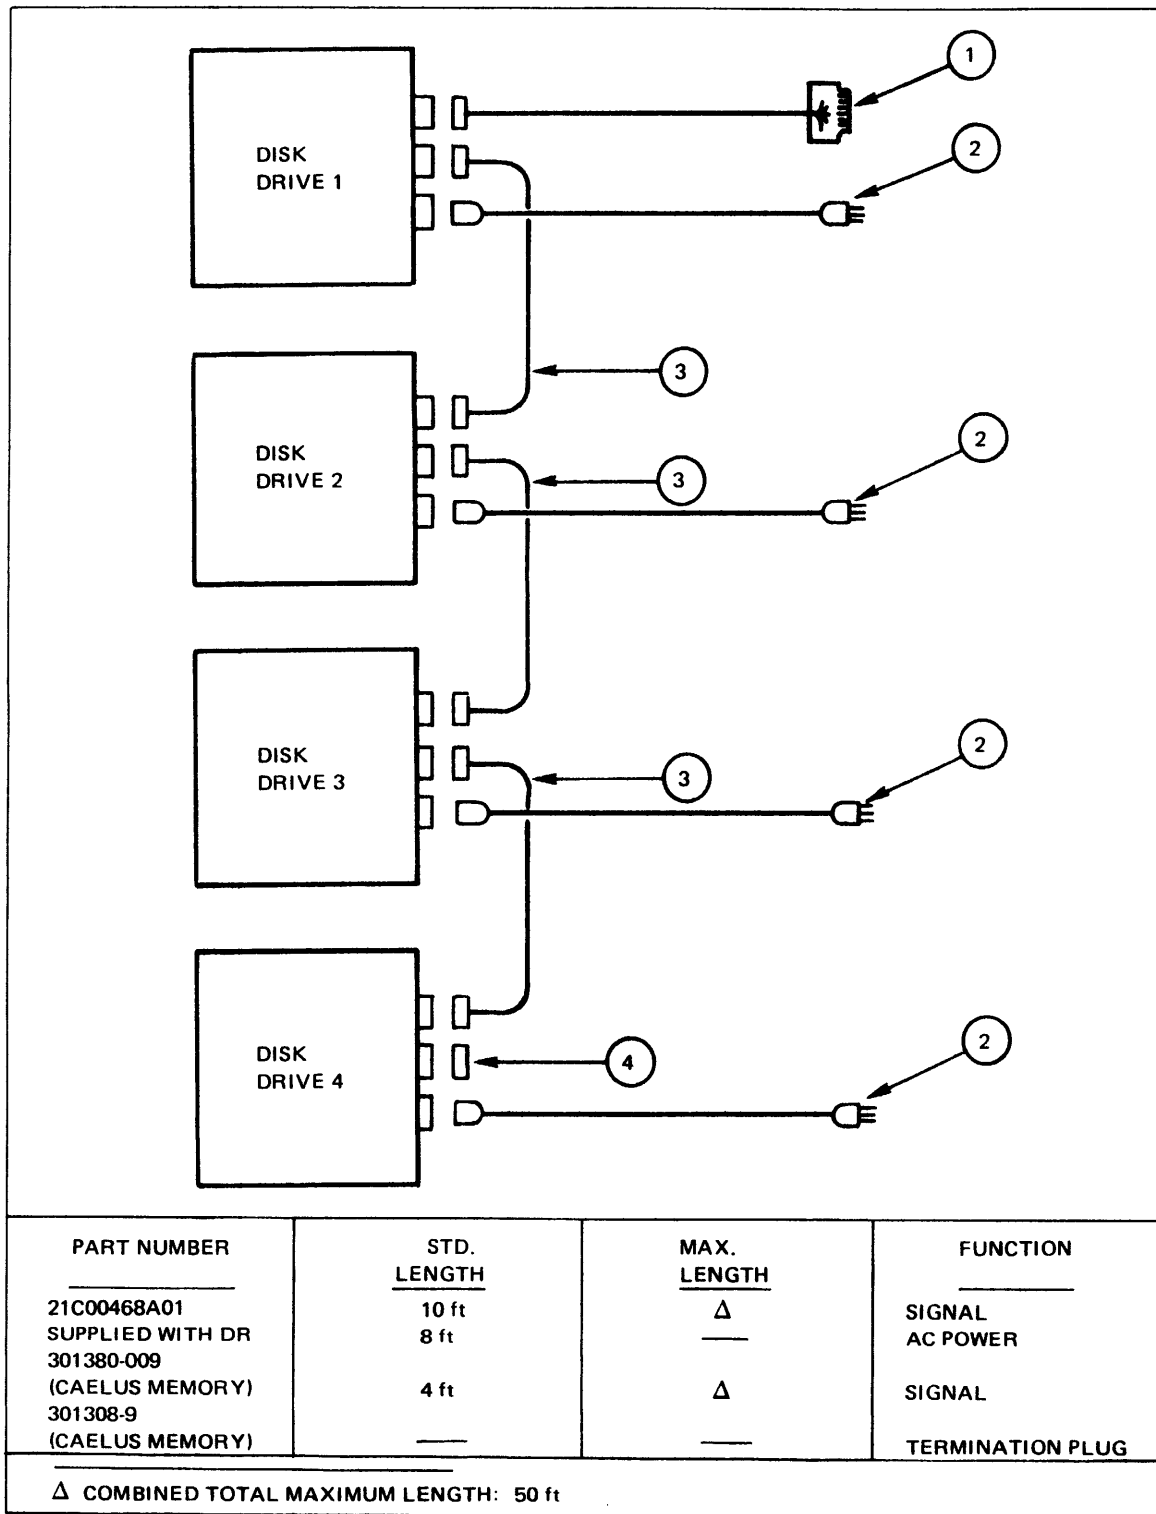 1
DISK
DRIVE 1
2
3
DISK
DRIVE 2
2
3
DISK
DRIVE 3
2
3
DISK
DRIVE 4
2
4
PART NUMBER STD. LENGTH MAX. LENGTH FUNCTION
21C00468A01 10 ft Δ SIGNAL
SUPPLIED WITH DR 8 ft — AC POWER
301380-009
(CAELUS MEMORY) 4 ft Δ SIGNAL
301308-9
(CAELUS MEMORY) — — TERMINATION PLUG
Δ COMBINED TOTAL MAXIMUM LENGTH: 50 ft